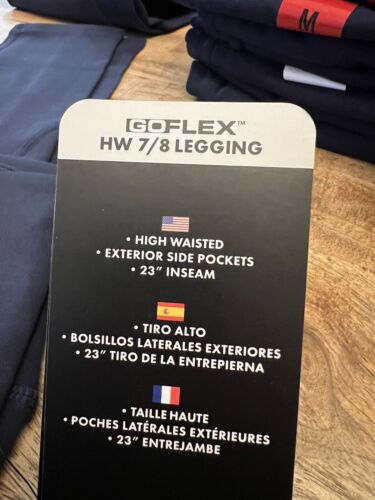 M
GOFLEX™
HW 7/8 LEGGING
• HIGH WAISTED
• EXTERIOR SIDE POCKETS
• 23" INSEAM
• TIRO ALTO
• BOLSILLOS LATERALES EXTERIORES
• 23" TIRO DE LA ENTREPIERNA
• TAILLE HAUTE
• POCHES LATÉRALES EXTÉRIEURES
• 23" ENTREJAMBE